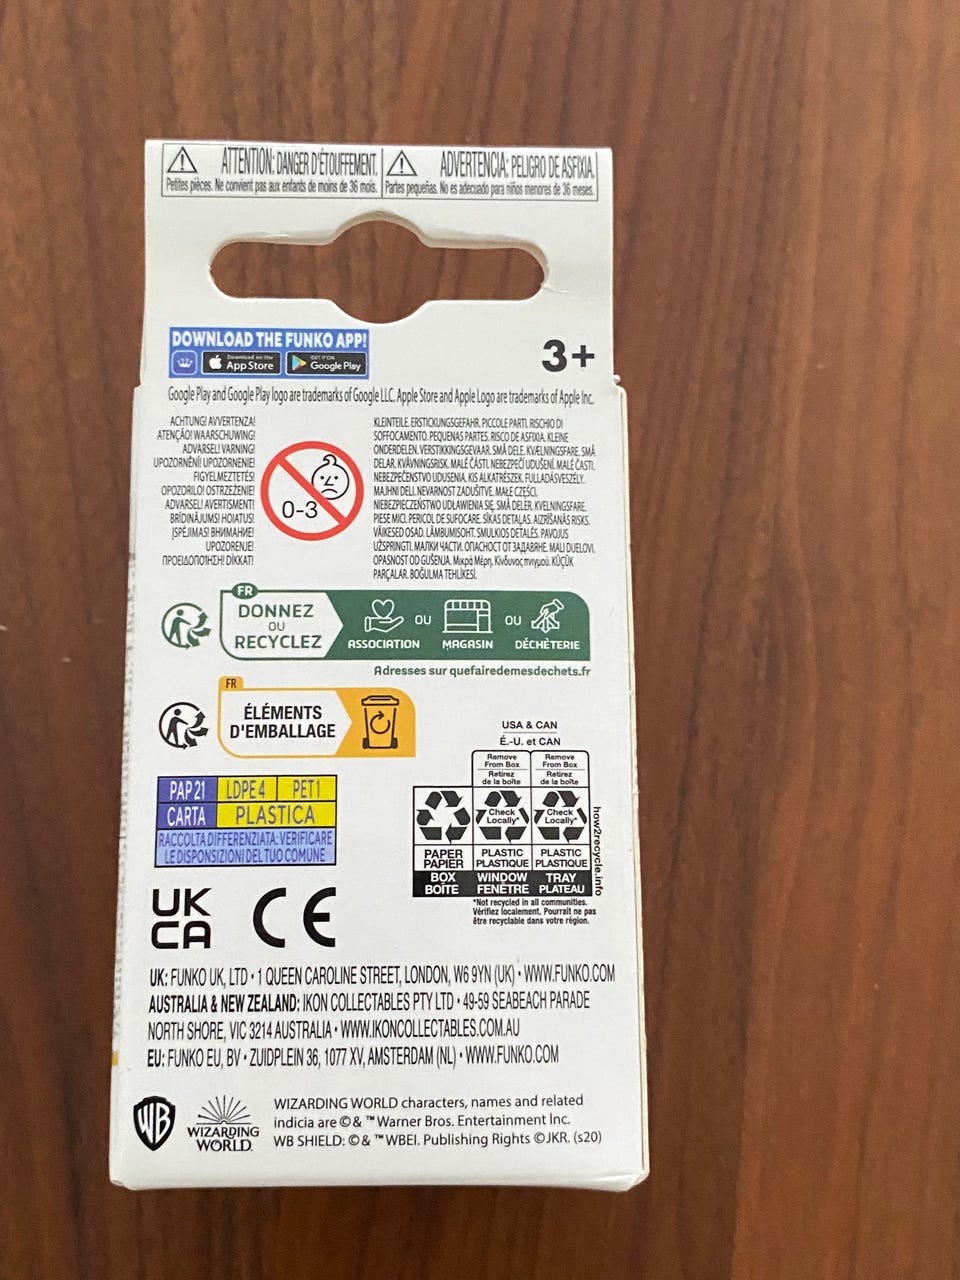 ATTENTION: DANGER D'ÉTOUFFEMENT.
Petites pièces. Ne convient pas aux enfants de moins de 36 mois.
ADVERTENCIA: PELIGRO DE ASFIXIA.
Partes pequeñas. No es adecuado para niños menores de 36 meses.
DOWNLOAD THE FUNKO APP!
Download on the
App Store
GET IT ON
Google Play
3+
Google Play and Google Play logo are trademarks of Google LLC. Apple Store and Apple Logo are trademarks of Apple Inc.
ACHTUNG! AVVERTENZA!
ATENÇÃO! WAARSCHUWING!
ADVARSEL! VARNING!
UPOZORNĚNÍ! UPOZORNENIE!
FIGYELMEZTETÉS!
OPOZORILO! OSTRZEŻENIE!
ADVARSEL! AVERTISMENT!
BRĪDINĀJUMS! HOIATUS!
ĮSPĖJIMAS! ВНИМАНИЕ!
UPOZORENJE!
ΠΡΟΕΙΔΟΠΟΙΗΣΗ! DİKKAT!
0-3
KLEINTEILE. ERSTICKUNGSGEFAHR. PICCOLE PARTI. RISCHIO DI
SOFFOCAMENTO. PEQUENAS PARTES. RISCO DE ASFIXIA. KLEINE
ONDERDELEN. VERSTIKKINGSGEVAAR. SMÅ DELE. KVÆLNINGSFARE. SMÅ
DELAR. KVÄVNINGSRISK. MALÉ ČÁSTI. NEBEZPEČÍ UDUŠENÍ. MALÉ ČASTI.
NEBEZPEČENSTVO UDUSENIA. KIS ALKATRÉSZEK. FULLADÁSVESZÉLY.
MAJHNI DELI. NEVARNOST ZADUŠITVE. MAŁE CZĘŚCI.
NIEBEZPIECZEŃSTWO UDŁAWIENIA SIĘ. SMÅ DELER. KVELNINGSFARE.
PIESE MICI. PERICOL DE SUFOCARE. SĪKAS DETAĻAS. AIZRĪŠANĀS RISKS.
VÄIKESED OSAD. LÄMBUMISOHT. SMULKIOS DETALĖS. PAVOJUS
UŽSPRINGTI. МАЛКИ ЧАСТИ. ОПАСНОСТ ОТ ЗАДАВЯНЕ. MALI DIJELOVI.
OPASNOST OD GUŠENJA. Μικρά Μέρη. Κίνδυνος πνιγμού. KÜÇÜK
PARÇALAR. BOĞULMA TEHLİKESİ.
FR
DONNEZ
OU
RECYCLEZ
ASSOCIATION
OU
MAGASIN
OU
DÉCHÈTERIE
Adresses sur quefairedemesdechets.fr
FR
ÉLÉMENTS
D'EMBALLAGE
PAP 21 LDPE 4 PET 1
CARTA PLASTICA
RACCOLTA DIFFERENZIATA: VERIFICARE
LE DISPOSIZIONI DEL TUO COMUNE
USA & CAN
É.-U. et CAN
Remove
From Box
Retirez
de la boîte
Remove
From Box
Retirez
de la boîte
Check
Locally*
Check
Locally*
PAPER
PAPIER
PLASTIC
PLASTIQUE
PLASTIC
PLASTIQUE
BOX
BOÎTE
WINDOW
FENÊTRE
TRAY
PLATEAU
how2recycle.info
*Not recycled in all communities.
Vérifiez localement. Pourrait ne pas
être recyclable dans votre région.
UK
CA
CE
UK: FUNKO UK, LTD • 1 QUEEN CAROLINE STREET, LONDON, W6 9YN (UK) • WWW.FUNKO.COM
AUSTRALIA & NEW ZEALAND: IKON COLLECTABLES PTY LTD • 49-59 SEABEACH PARADE
NORTH SHORE, VIC 3214 AUSTRALIA • WWW.IKONCOLLECTABLES.COM.AU
EU: FUNKO EU, BV • ZUIDPLEIN 36, 1077 XV, AMSTERDAM (NL) • WWW.FUNKO.COM
WB
WIZARDING
WORLD
WIZARDING WORLD characters, names and related
indicia are © & ™ Warner Bros. Entertainment Inc.
WB SHIELD: © & ™ WBEI. Publishing Rights ©JKR. (s20)